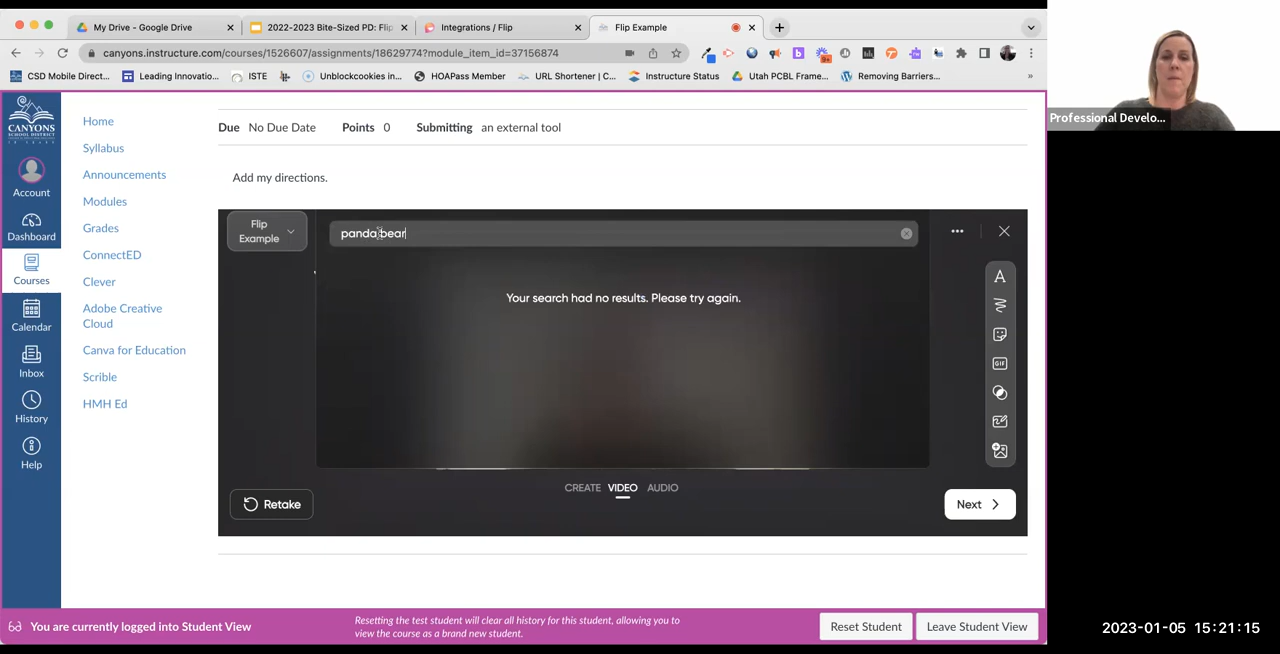 My Drive - Google Drive
2022-2023 Bite-Sized PD: Flip
Integrations / Flip
Flip Example
canyons.instructure.com/courses/1526607/assignments/18629774?module_item_id=37156874
CSD Mobile Direct...
Leading Innovatio...
ISTE
Unblockcookies in...
HOAPass Member
URL Shortener | C...
Instructure Status
Utah PCBL Frame...
Removing Barriers...
»
CANYONS
Account
Dashboard
Courses
Calendar
Inbox
History
Help
Home
Syllabus
Announcements
Modules
Grades
ConnectED
Clever
Adobe Creative
Cloud
Canva for Education
Scrible
HMH Ed
Due No Due Date Points 0 Submitting an external tool
Add my directions.
Flip
Example
panda bear
Your search had no results. Please try again.
A
GIF
CREATE VIDEO AUDIO
Retake
Next
You are currently logged into Student View
Resetting the test student will clear all history for this student, allowing you to
view the course as a brand new student.
Reset Student
Leave Student View
Professional Develo...
2023-01-05 15:21:15